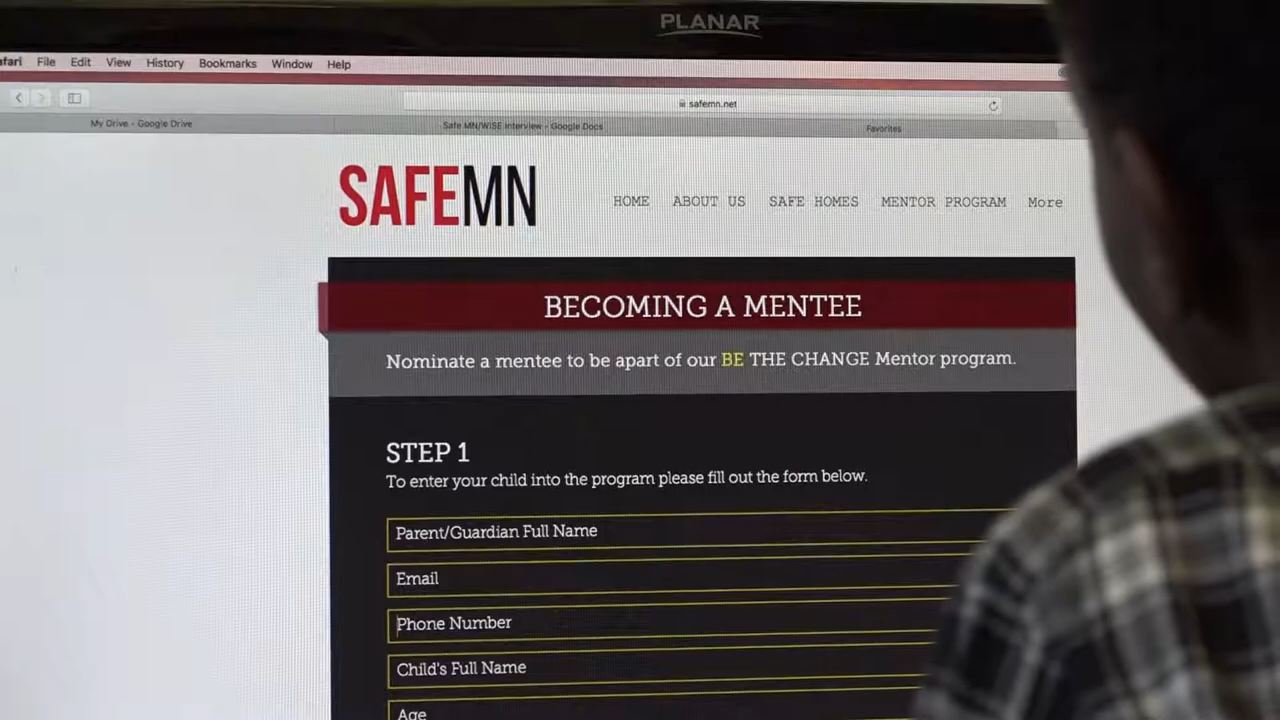 PLANAR
File Edit View History Bookmarks Window Help
safemn.net
My Drive - Google Drive Safe MN/WISE Interview - Google Docs Favorites
SAFEMN
HOME ABOUT US SAFE HOMES MENTOR PROGRAM More
BECOMING A MENTEE
Nominate a mentee to be apart of our BE THE CHANGE Mentor program.
STEP 1
To enter your child into the program please fill out the form below.
Parent/Guardian Full Name
Email
Phone Number
Child's Full Name
Age